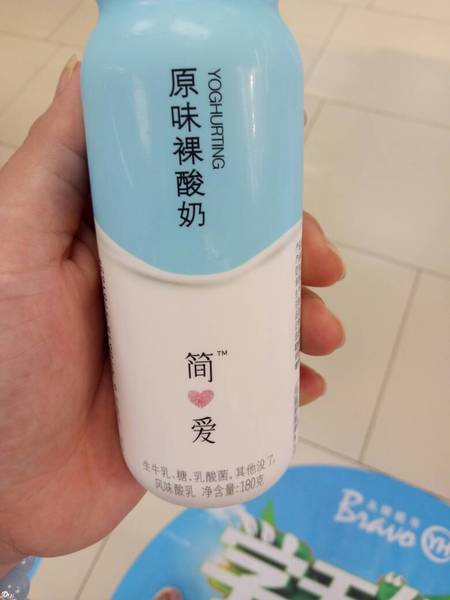 原味裸酸奶
YOGHURTING
简™
爱
生牛乳、糖、乳酸菌,其他没了。
风味酸乳 净含量:180克
Bravo YH